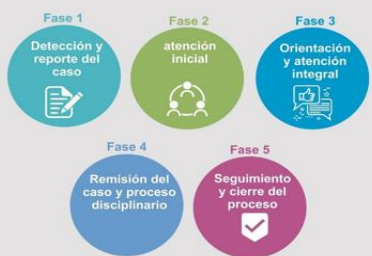 Fase 1
Detección y
reporte del
caso
Fase 2
atención
inicial
Fase 3
Orientación
y atención
integral
Fase 4
Remisión del
caso y proceso
disciplinario
Fase 5
Seguimiento
y cierre del
proceso